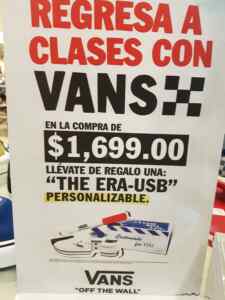 REGRESA A
CLASES CON
VANS
EN LA COMPRA DE
$1,699.00
LLÉVATE DE REGALO UNA:
"THE ERA-USB"
PERSONALIZABLE.
VANS
"OFF THE WALL"